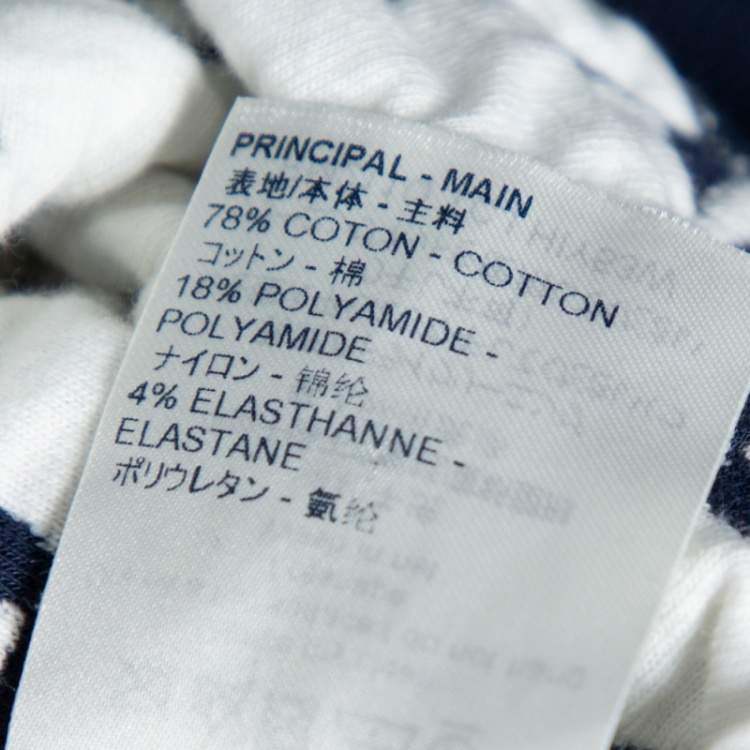 PRINCIPAL - MAIN
表地/本体 - 主料
78% COTON - COTTON
コットン - 棉
18% POLYAMIDE -
POLYAMIDE
ナイロン - 锦纶
4% ELASTHANNE -
ELASTANE
ポリウレタン - 氨纶